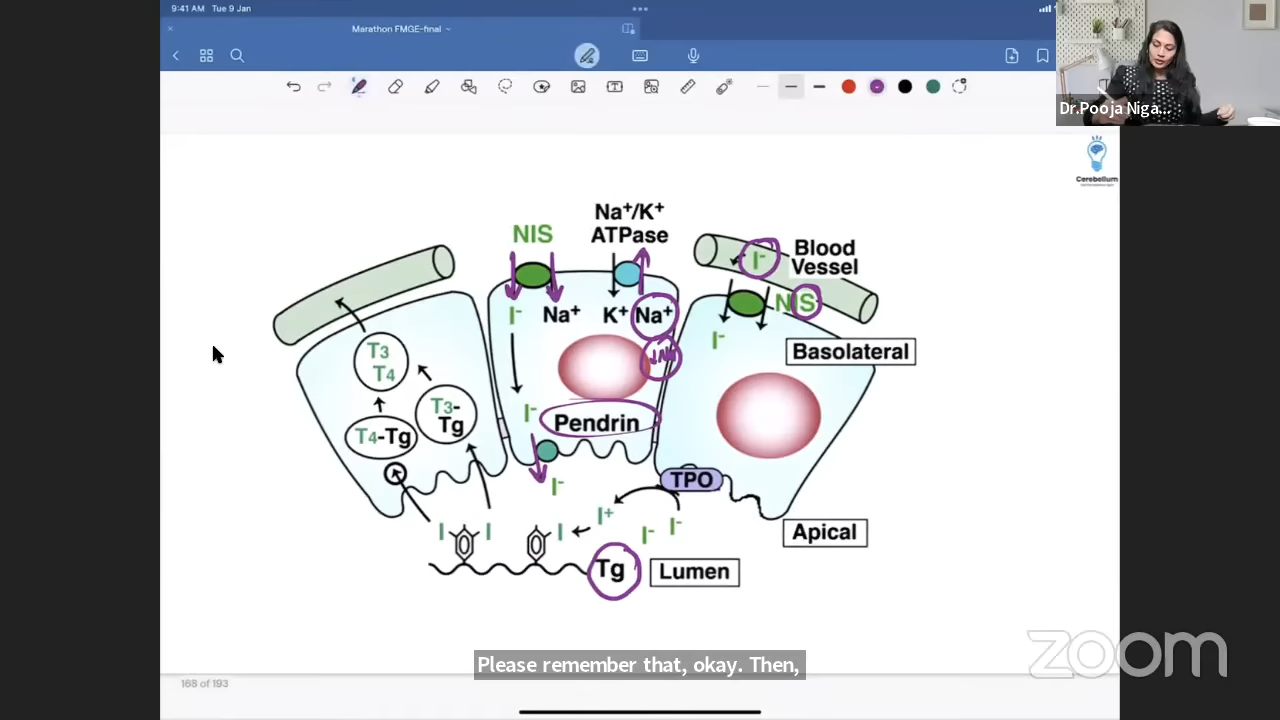 9:41 AM Tue 9 Jan
Marathon FMGE-final
Dr.Pooja Niga...
Cerebellum
Na+/K+
ATPase
NIS
Blood
Vessel
I-
NIS
I-
Na+
K+
Na+
I-
↓Na
Basolateral
T3
T4
T3-
Tg
T4-Tg
I-
Pendrin
I-
TPO
I+
I-
I-
Apical
I
I
I
Tg
Lumen
Please remember that, okay. Then,
zoom
168 of 193